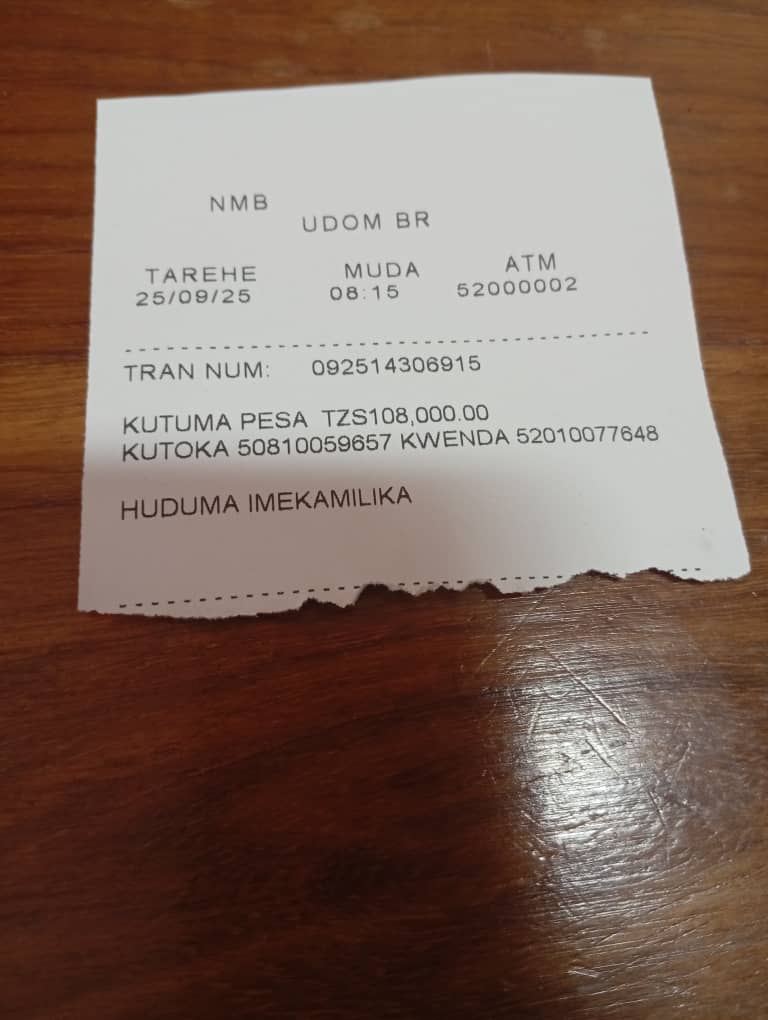 NMB
UDOM BR
TAREHE MUDA ATM
25/09/25 08:15 52000002
TRAN NUM: 092514306915
KUTUMA PESA TZS108,000.00
KUTOKA 50810059657 KWENDA 52010077648
HUDUMA IMEKAMILIKA